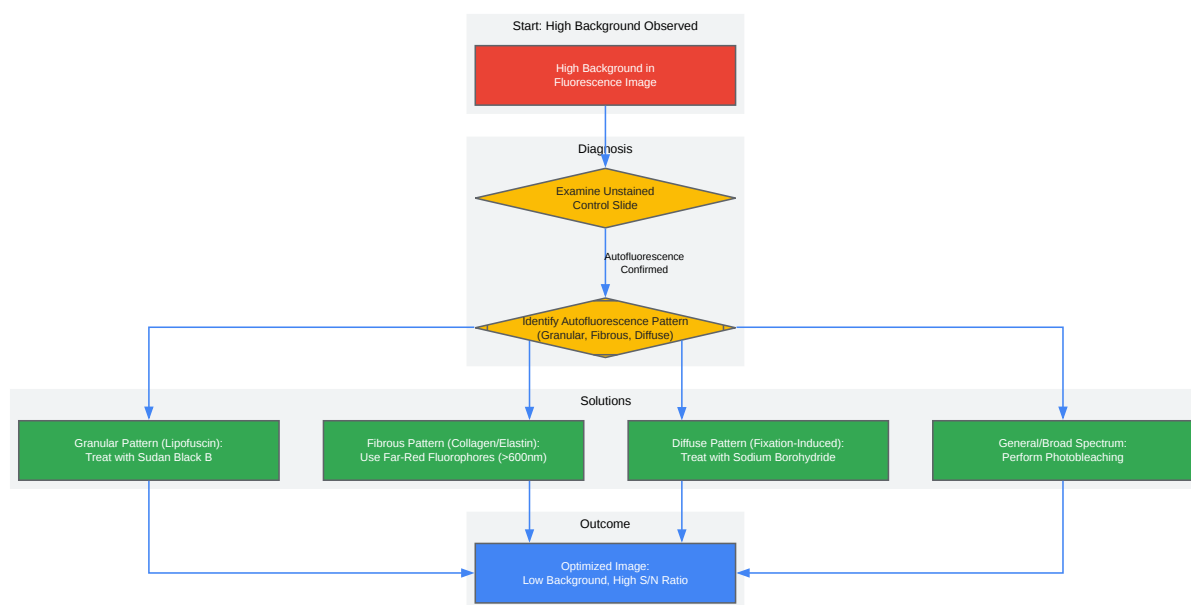 Start: High Background Observed
High Background in
Fluorescence Image
Diagnosis
Examine Unstained
Control Slide
Autofluorescence
Confirmed
Identify Autofluorescence Pattern
(Granular, Fibrous, Diffuse)
Solutions
Granular Pattern (Lipofuscin):
Treat with Sudan Black B
Fibrous Pattern (Collagen/Elastin):
Use Far-Red Fluorophores (>600nm)
Diffuse Pattern (Fixation-Induced):
Treat with Sodium Borohydride
General/Broad Spectrum:
Perform Photobleaching
Outcome
Optimized Image:
Low Background, High S/N Ratio